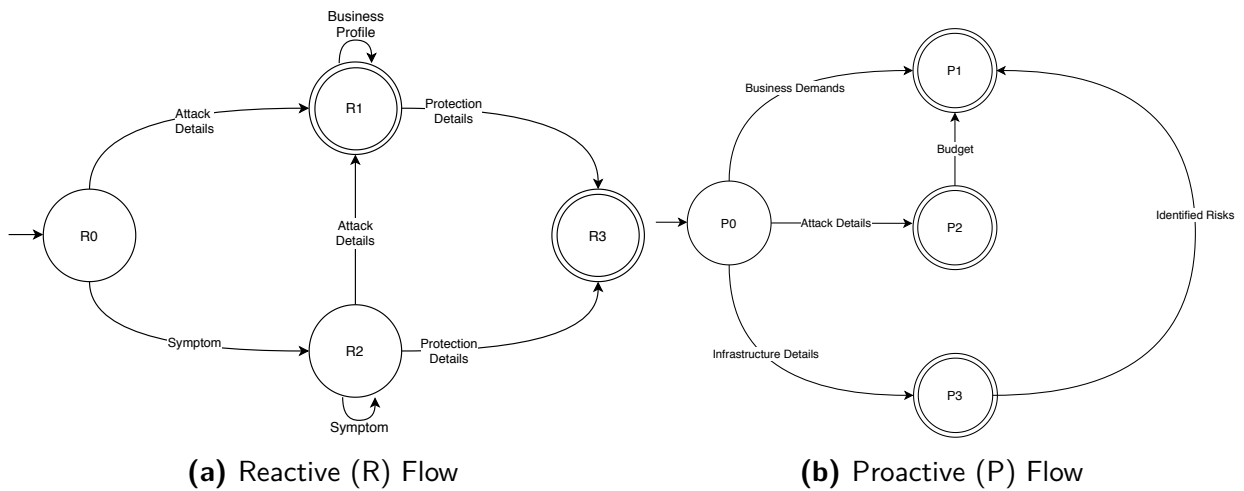 Business
Profile
R1
Attack
Details
Protection
Details
R0
Attack
Details
R3
Symptom
R2
Protection
Details
Symptom
(a) Reactive (R) Flow
P1
Business Demands
Budget
P0
Attack Details
P2
Identified Risks
Infrastructure Details
P3
(b) Proactive (P) Flow